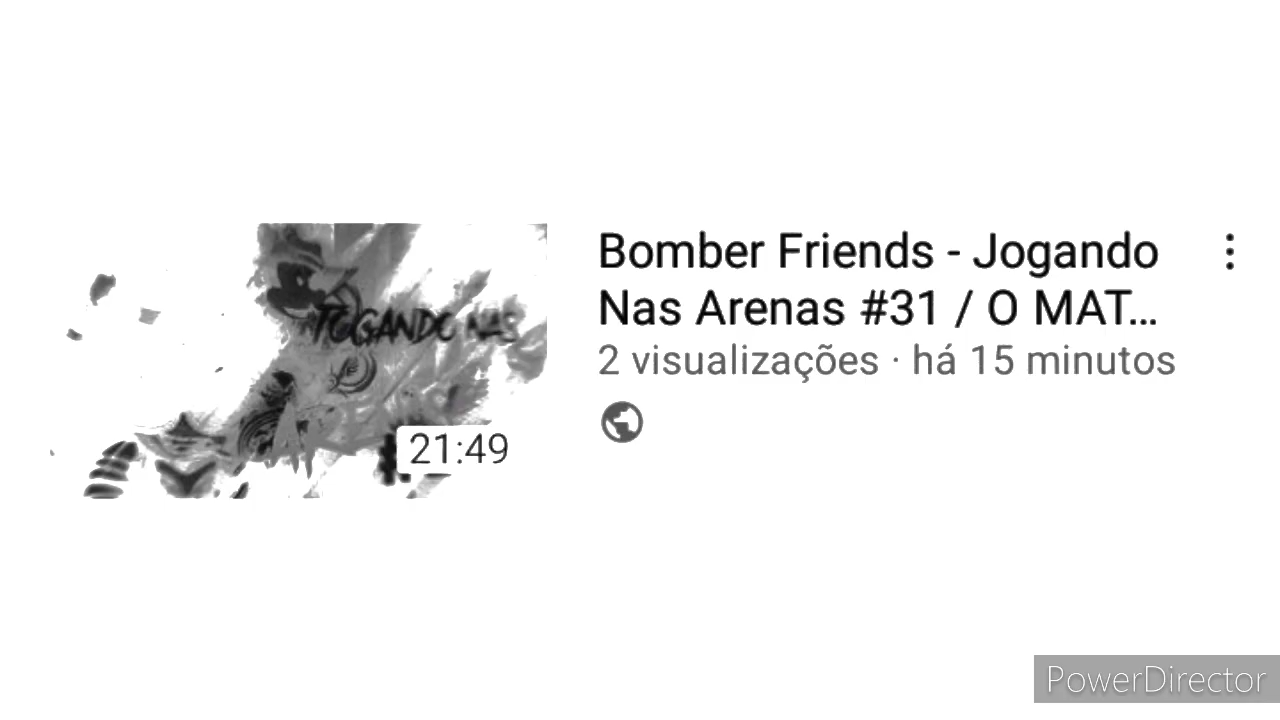 JOGANDO NAS
21:49
Bomber Friends - Jogando
Nas Arenas #31 / O MAT...
2 visualizações · há 15 minutos
PowerDirector